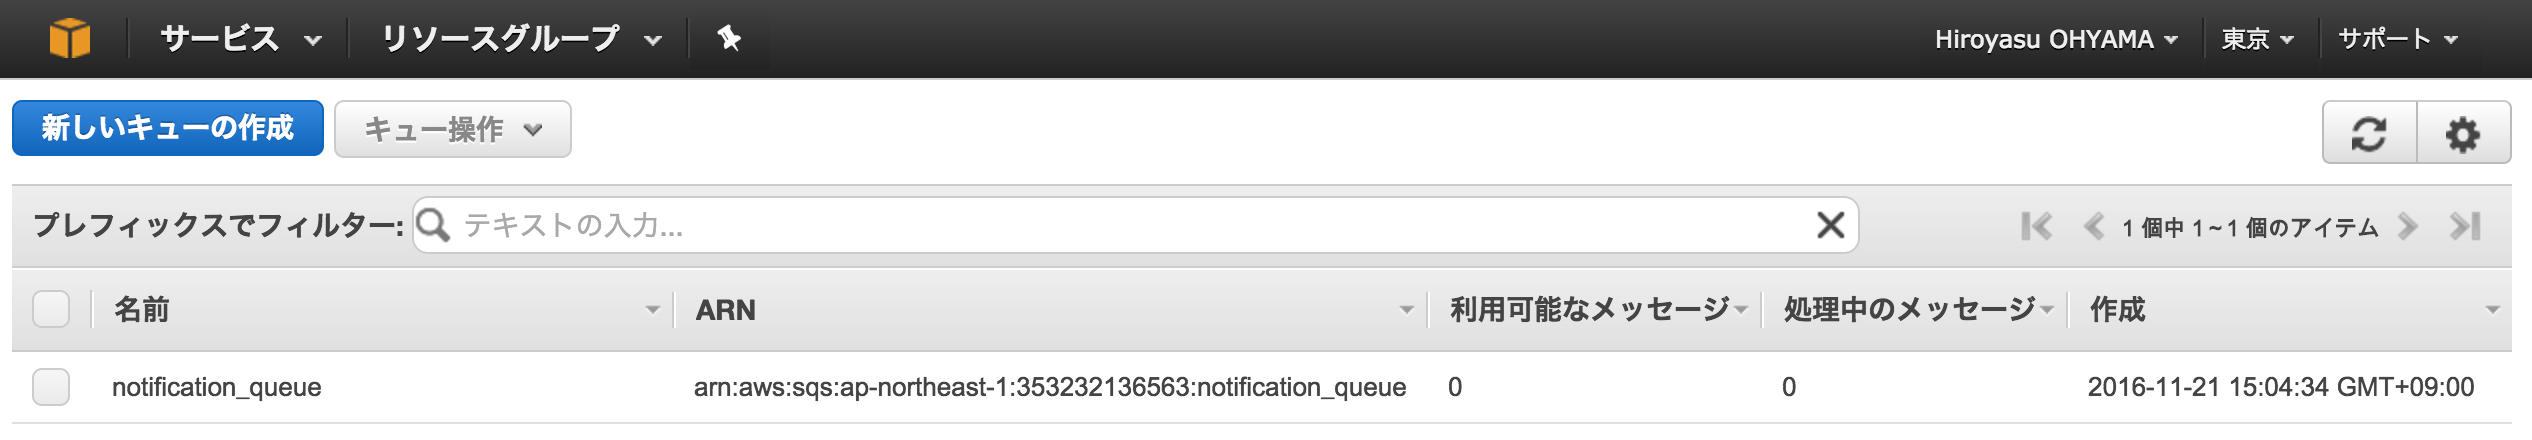 サービス リソースグループ Hiroyasu OHYAMA 東京 サポート
新しいキューの作成 キュー操作
プレフィックスでフィルター: テキストの入力... 1 個中 1 ~ 1 個のアイテム
名前 ARN 利用可能なメッセージ 処理中のメッセージ 作成
notification_queue arn:aws:sqs:ap-northeast-1:353232136563:notification_queue 0 0 2016-11-21 15:04:34 GMT+09:00